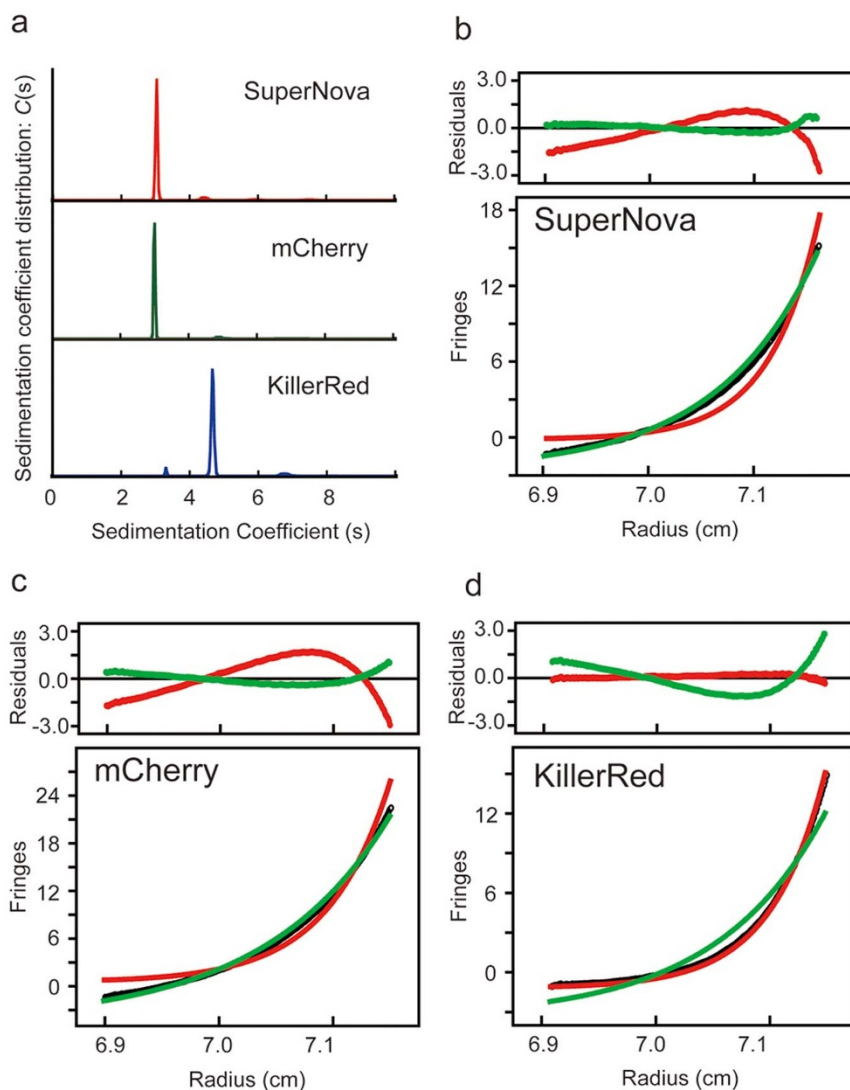 a
Sedimentation coefficient distribution: C(s)
SuperNova
mCherry
KillerRed
0 2 4 6 8
Sedimentation Coefficient (s)
b
Residuals
3.0
0.0
-3.0
SuperNova
Fringes
18
12
6
0
6.9 7.0 7.1
Radius (cm)
c
Residuals
3.0
0.0
-3.0
mCherry
Fringes
24
18
12
6
0
6.9 7.0 7.1
Radius (cm)
d
Residuals
3.0
0.0
-3.0
KillerRed
Fringes
12
6
0
6.9 7.0 7.1
Radius (cm)